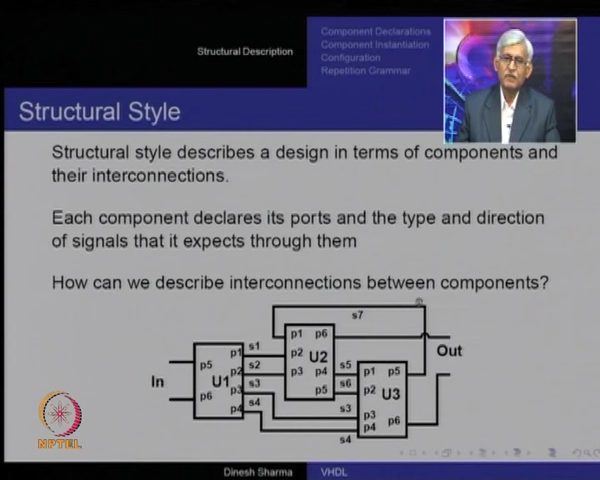 Structural Description
Component Declarations
Component Instantiation
Configuration
Repetition Grammar
Structural Style
Structural style describes a design in terms of components and
their interconnections.
Each component declares its ports and the type and direction
of signals that it expects through them
How can we describe interconnections between components?
s7
p1 p6
s1
p1
p2
U2
Out
p5
p2
s2
p3 p4
s5
p1 p5
In
U1
p3
s3
p5
s6
p2
U3
p6
s4
p4
s3
p3
p4
p6
s4
NPTEL
Dinesh Sharma
VHDL